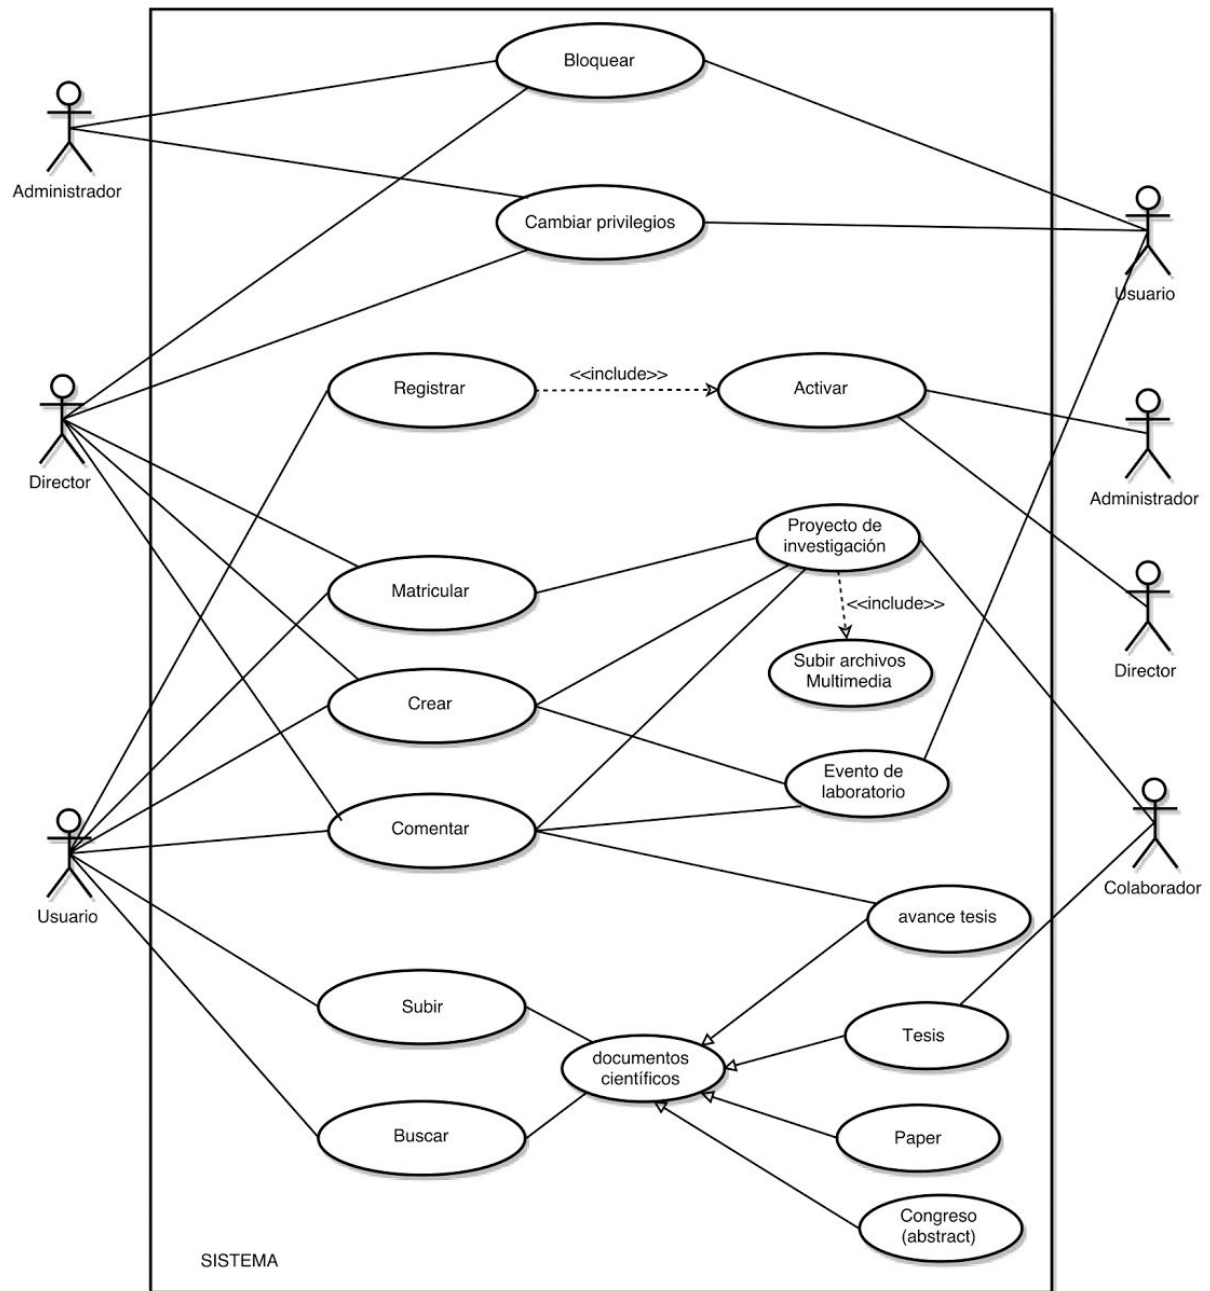 Bloquear
Administrador
Cambiar privilegios
Usuario
Registrar
<<include>>
Activar
Director
Administrador
Proyecto de
investigación
Matricular
<<include>>
Subir archivos
Multimedia
Director
Crear
Evento de
laboratorio
Comentar
Colaborador
Usuario
avance tesis
Subir
Tesis
documentos
científicos
Buscar
Paper
Congreso
(abstract)
SISTEMA